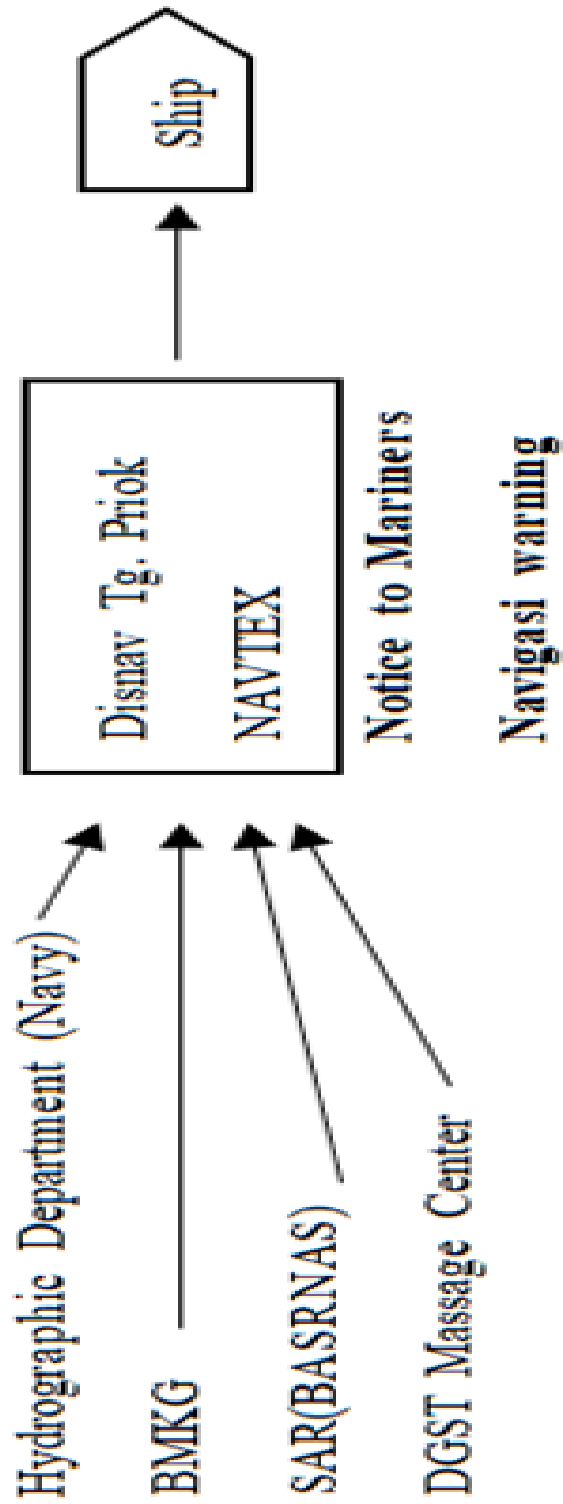 Hydrographic Department (Navy)
BMKG
SAR(BASRNAS)
DGST Massage Center
Disnav Tg. Priok
NAVTEX
Notice to Mariners
Navigasi warning
Ship